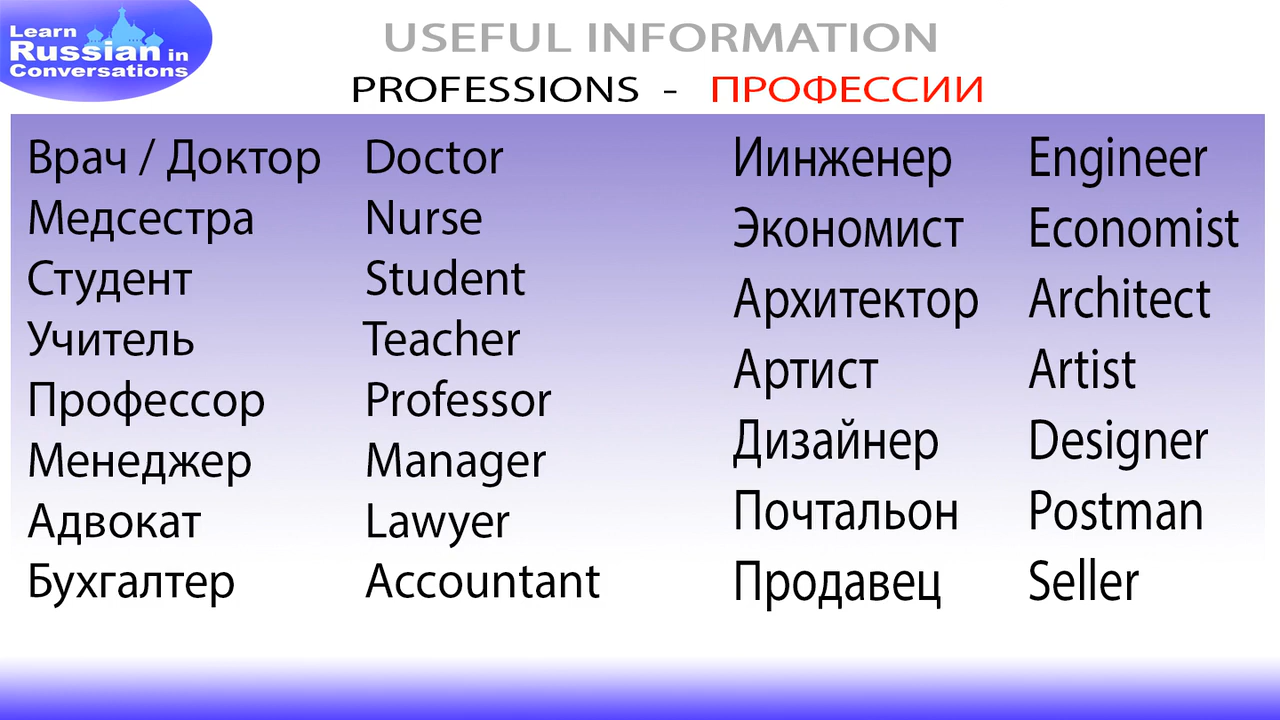 Learn
Russian in
Conversations
USEFUL INFORMATION
PROFESSIONS - ПРОФЕССИИ
Врач / Доктор Doctor
Медсестра Nurse
Студент Student
Учитель Teacher
Профессор Professor
Менеджер Manager
Адвокат Lawyer
Бухгалтер Accountant
Иинженер Engineer
Экономист Economist
Архитектор Architect
Артист Artist
Дизайнер Designer
Почтальон Postman
Продавец Seller